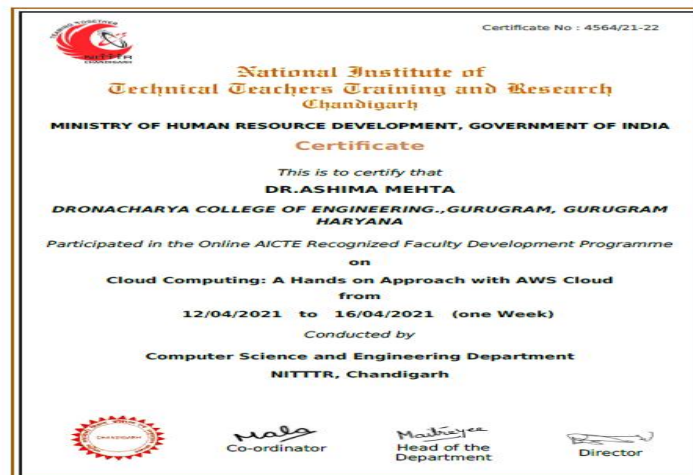 Certificate No : 4564/21-22
NITTTR
CHANDIGARH
National Institute of
Technical Teachers Training and Research
Chandigarh
MINISTRY OF HUMAN RESOURCE DEVELOPMENT, GOVERNMENT OF INDIA
Certificate
This is to certify that
DR.ASHIMA MEHTA
DRONACHARYA COLLEGE OF ENGINEERING.,GURUGRAM, GURUGRAM
HARYANA
Participated in the Online AICTE Recognized Faculty Development Programme
on
Cloud Computing: A Hands on Approach with AWS Cloud
from
12/04/2021 to 16/04/2021 (one Week)
Conducted by
Computer Science and Engineering Department
NITTTR, Chandigarh
CHANDIGARH
Mala
Co-ordinator
Maitreyee
Head of the
Department
Director